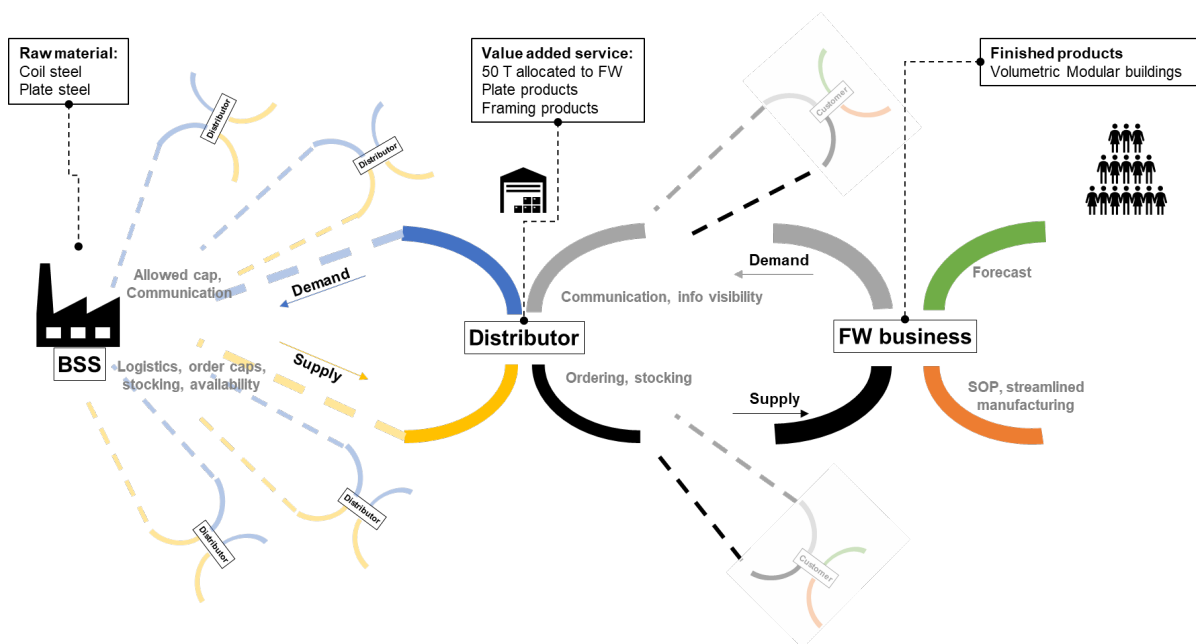 Raw material:
Coil steel
Plate steel
Value added service:
50 T allocated to FW
Plate products
Framing products
Finished products
Volumetric Modular buildings
Distributor
Distributor
Customer
Allowed cap,
Communication
Demand
Communication, info visibility
Demand
Forecast
BSS
Distributor
FW business
Logistics, order caps,
stocking, availability
Supply
Ordering, stocking
Supply
SOP, streamlined
manufacturing
Distributor
Distributor
Customer